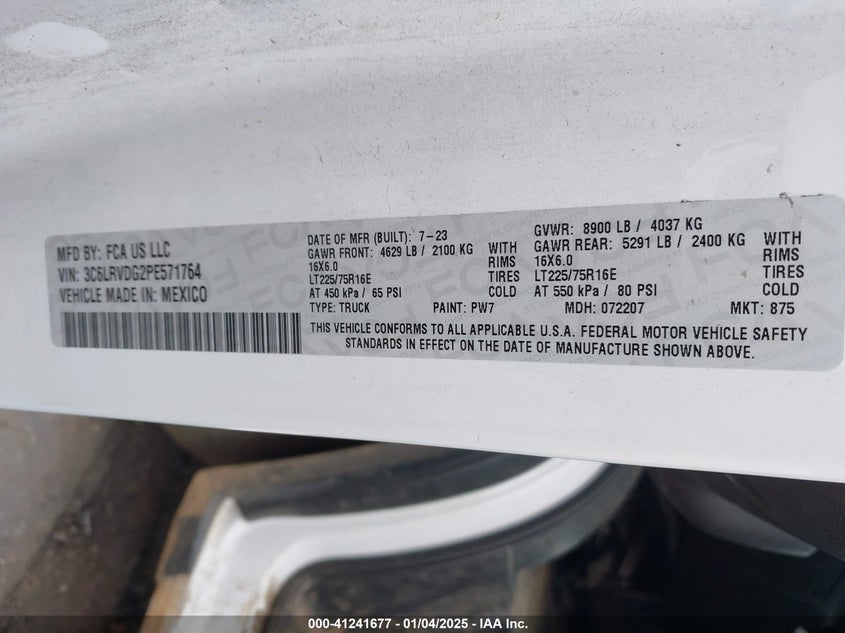 MFD BY: FCA US LLC
VIN: 3C6LRVDG2PE571764
VEHICLE MADE IN: MEXICO
DATE OF MFR (BUILT): 7-23
GAWR FRONT: 4629 LB / 2100 KG WITH
16X6.0 RIMS
LT225/75R16E TIRES
AT 450 kPa / 65 PSI COLD
TYPE: TRUCK PAINT: PW7
GVWR: 8900 LB / 4037 KG
GAWR REAR: 5291 LB / 2400 KG WITH
16X6.0 RIMS
LT225/75R16E TIRES
AT 550 kPa / 80 PSI COLD
MDH: 072207 MKT: 875
THIS VEHICLE CONFORMS TO ALL APPLICABLE U.S.A. FEDERAL MOTOR VEHICLE SAFETY
STANDARDS IN EFFECT ON THE DATE OF MANUFACTURE SHOWN ABOVE.
000-41241677 - 01/04/2025 - IAA Inc.